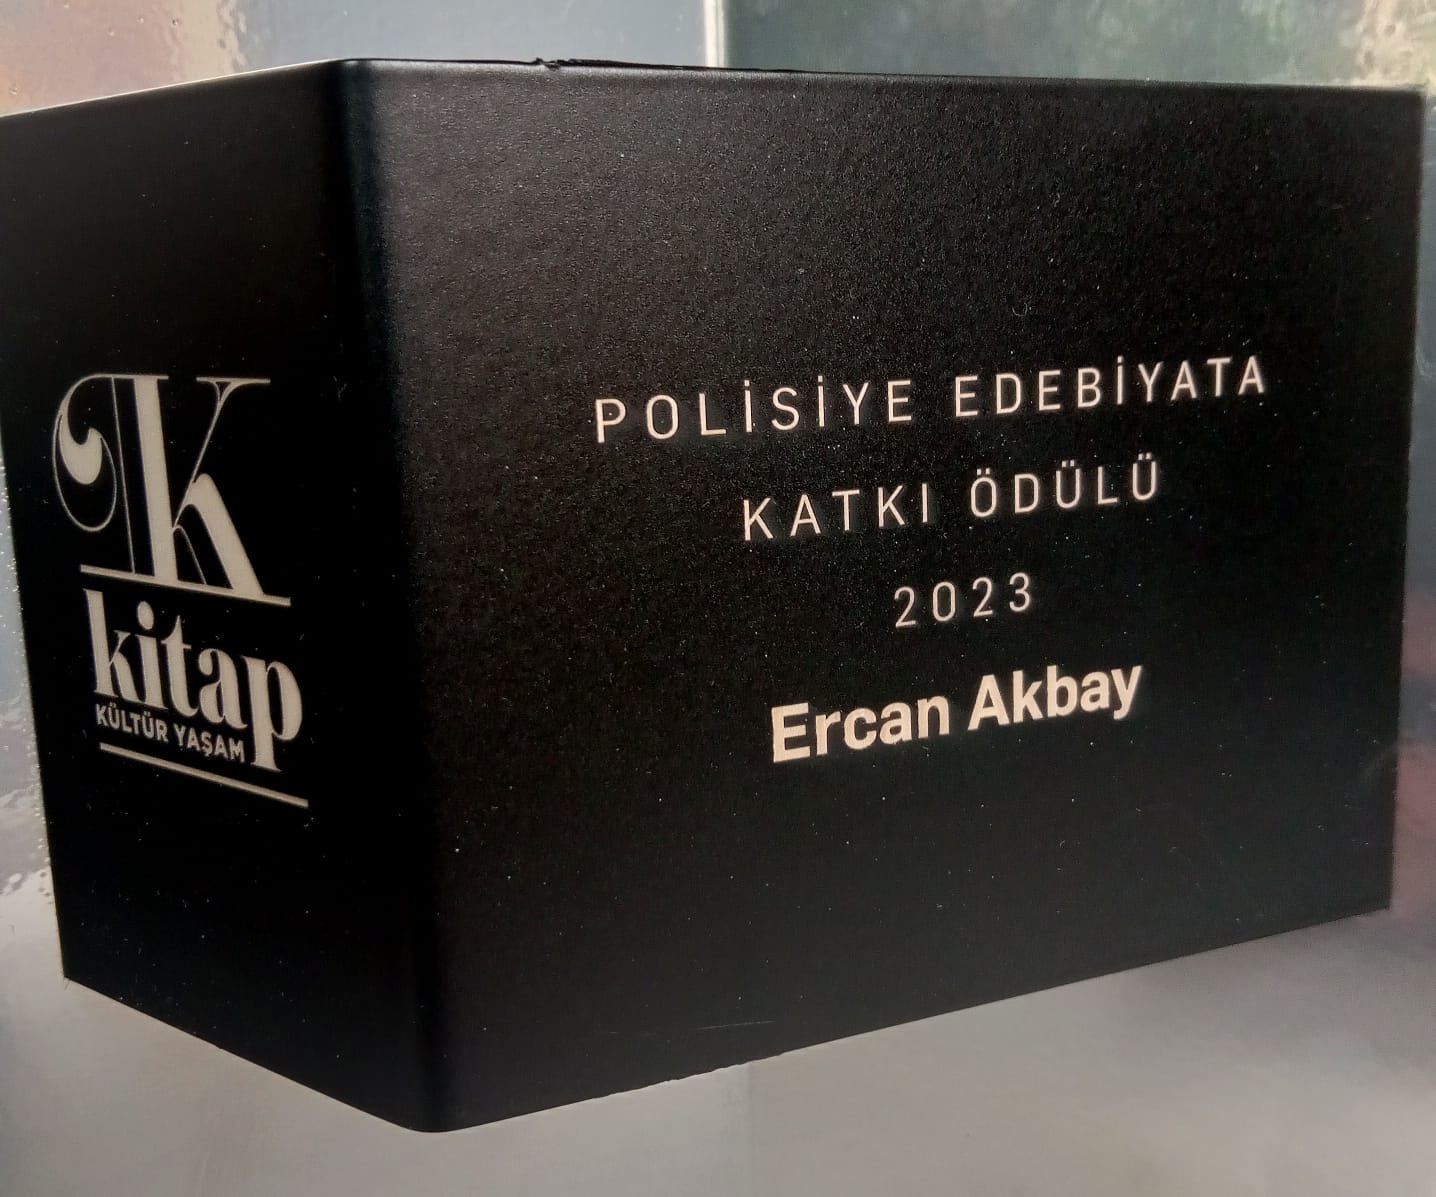 K
kitap
KÜLTÜR YAŞAM
POLİSİYE EDEBİYATA
KATKI ÖDÜLÜ
2023
Ercan Akbay